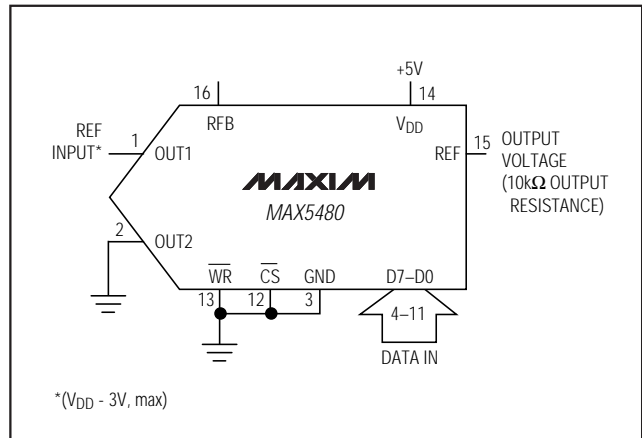 +5V
16
14
RFB
VDD
REF
INPUT*
1
OUT1
REF
15
OUTPUT
VOLTAGE
(10kΩ OUTPUT
RESISTANCE)
MAXIM
MAX5480
2
OUT2
WR
CS
GND
D7–D0
13
12
3
4–11
DATA IN
*(VDD - 3V, max)